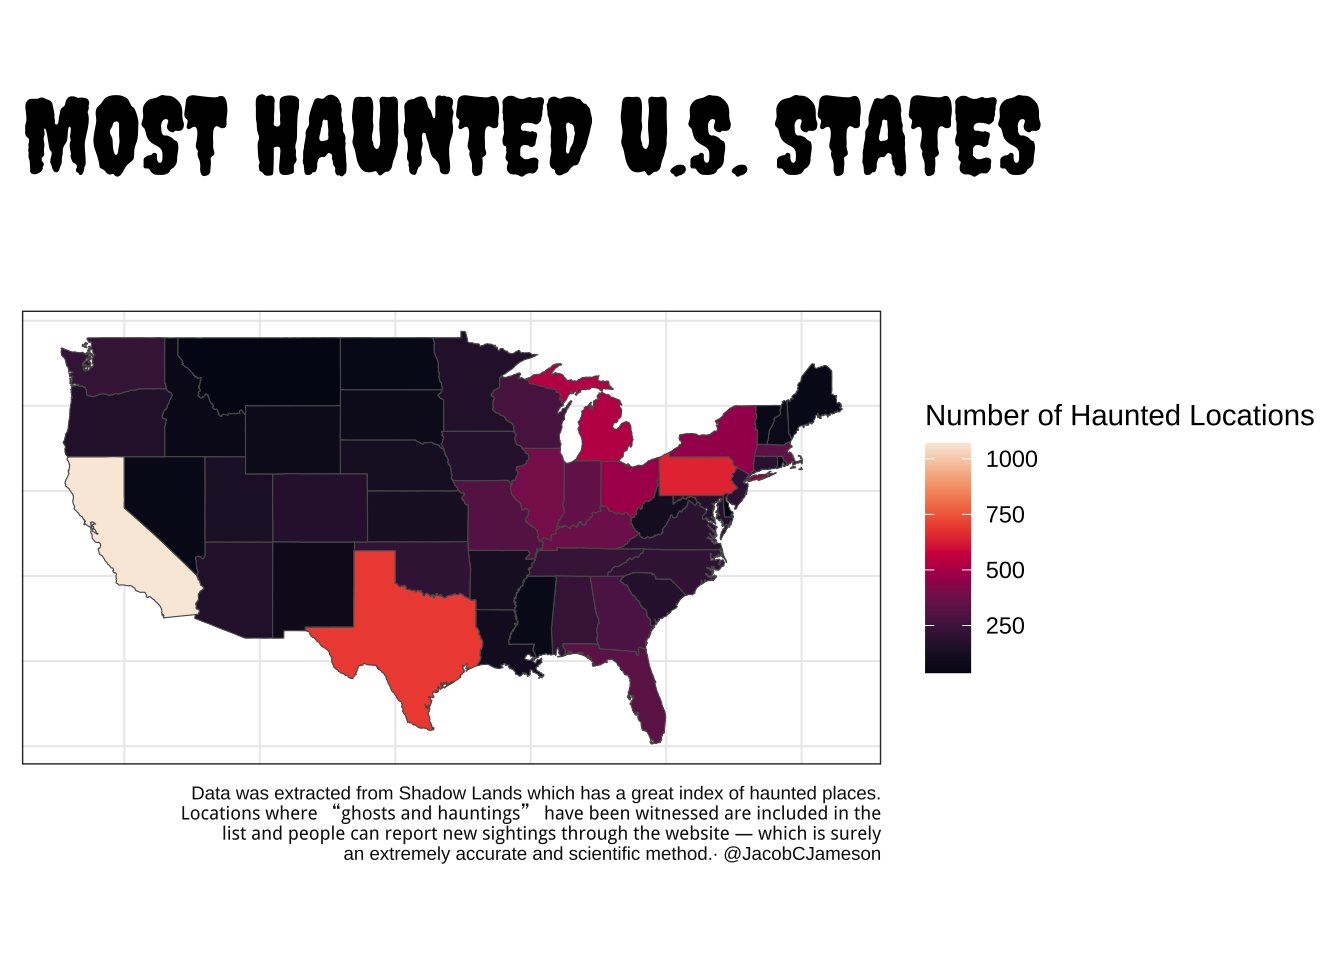 MOST HAUNTED U.S. STATES
Number of Haunted Locations
1000
750
500
250
Data was extracted from Shadow Lands which has a great index of haunted places.
Locations where “ghosts and hauntings” have been witnessed are included in the
list and people can report new sightings through the website — which is surely
an extremely accurate and scientific method.· @JacobCJameson